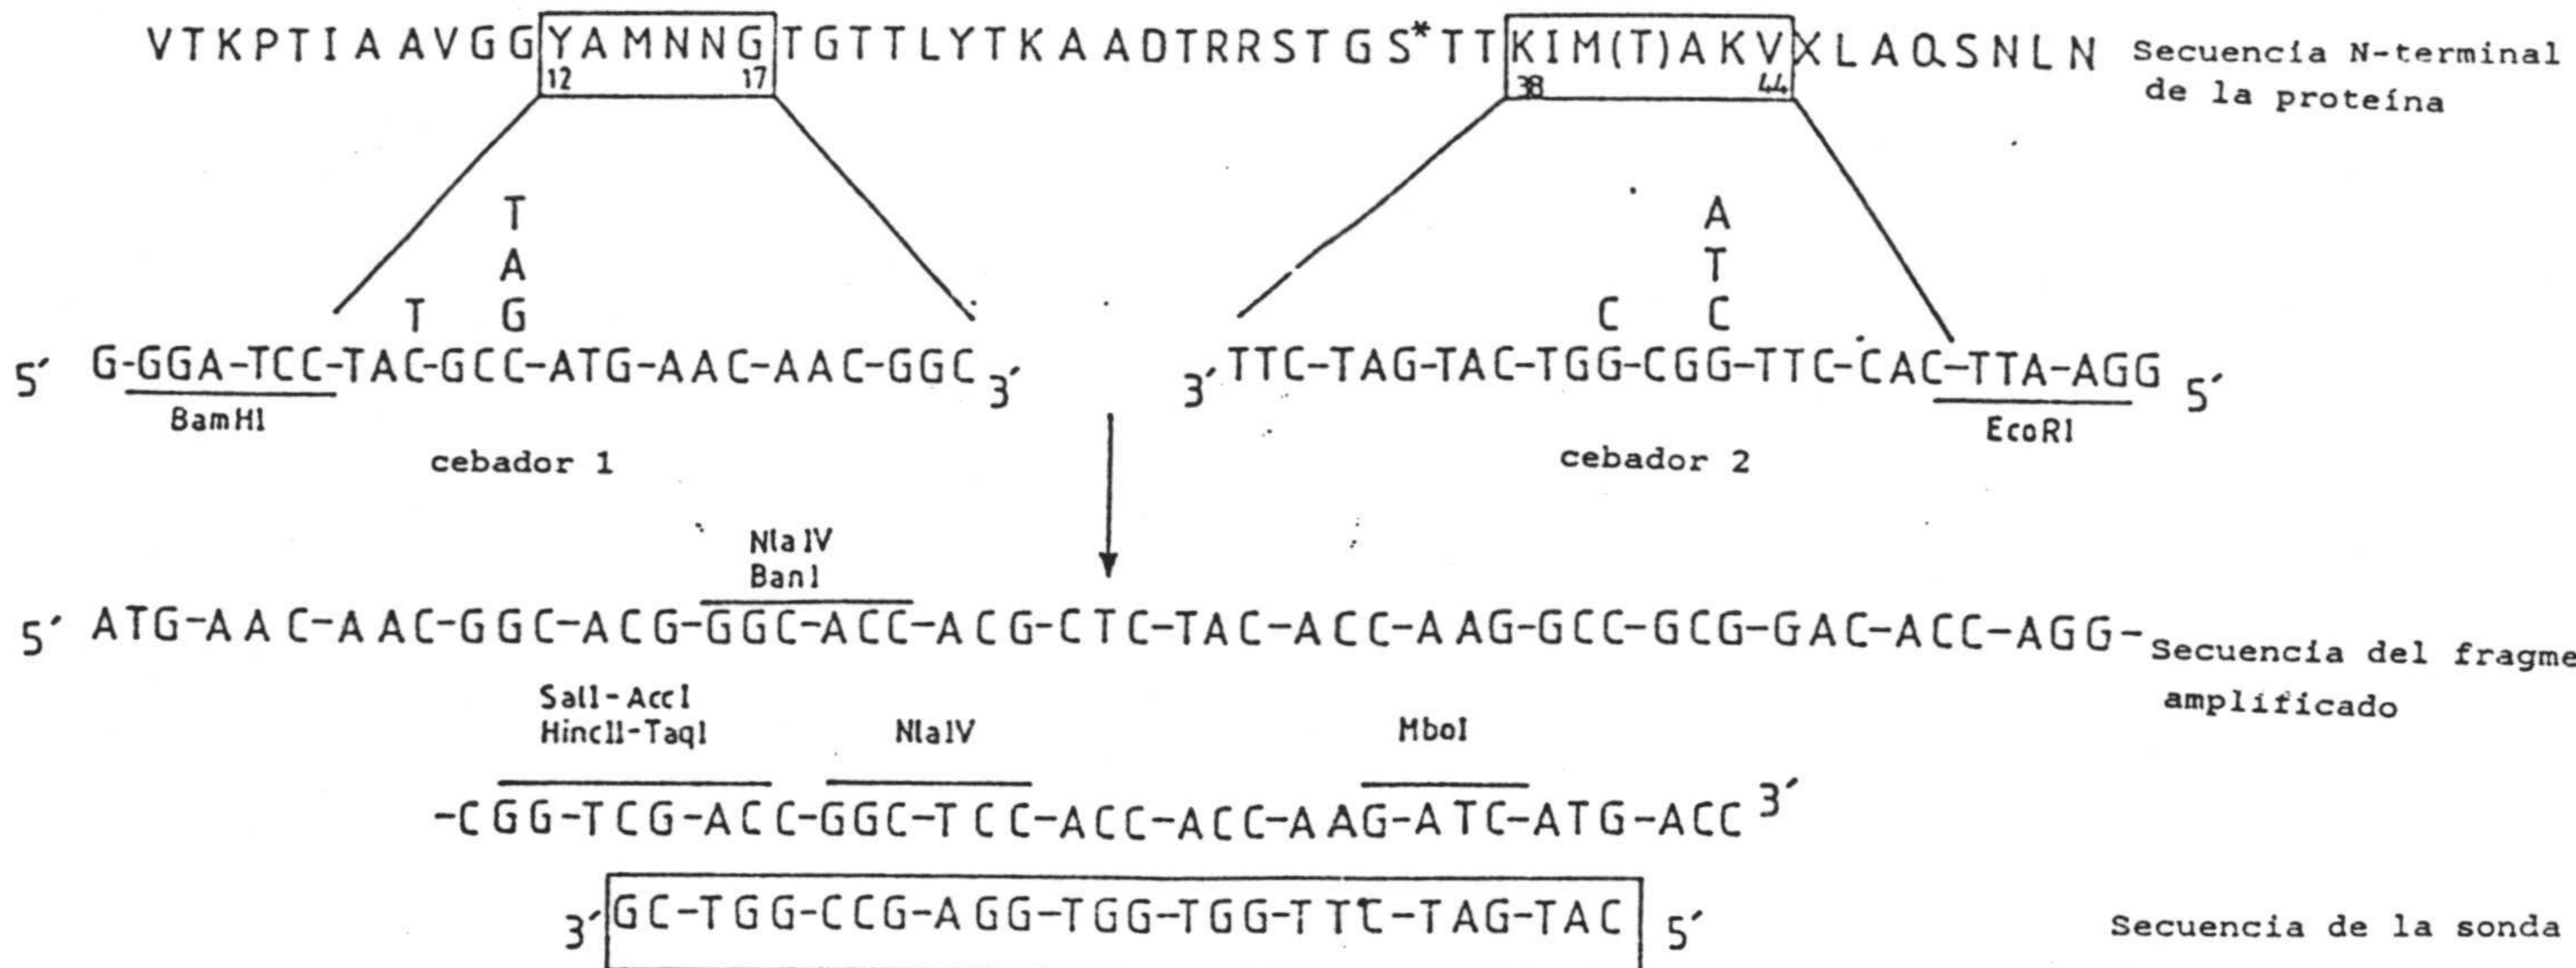 VTKPTIAAVGGYAMNNGTGTTLYTKAADTRRSTGS*TTKIM(T)AKVXLAQSNLN Secuencia N-terminal
12 17 38 44 de la proteína
T A
A T
T G C C
5´ G-GGA-TCC-TAC-GCC-ATG-AAC-AAC-GGC 3´ 3´ TTC-TAG-TAC-TGG-CGG-TTC-CAC-TTA-AGG 5´
BamHI EcoRI
cebador 1 cebador 2
NlaIV
BanI
5´ ATG-AAC-AAC-GGC-ACG-GGC-ACC-ACG-CTC-TAC-ACC-AAG-GCC-GCG-GAC-ACC-AGG- Secuencia del fragme
amplificado
SalI-AccI
HincII-TaqI NlaIV MboI
-CGG-TCG-ACC-GGC-TCC-ACC-ACC-AAG-ATC-ATG-ACC 3´
3´ GC-TGG-CCG-AGG-TGG-TGG-TTC-TAG-TAC 5´ Secuencia de la sonda